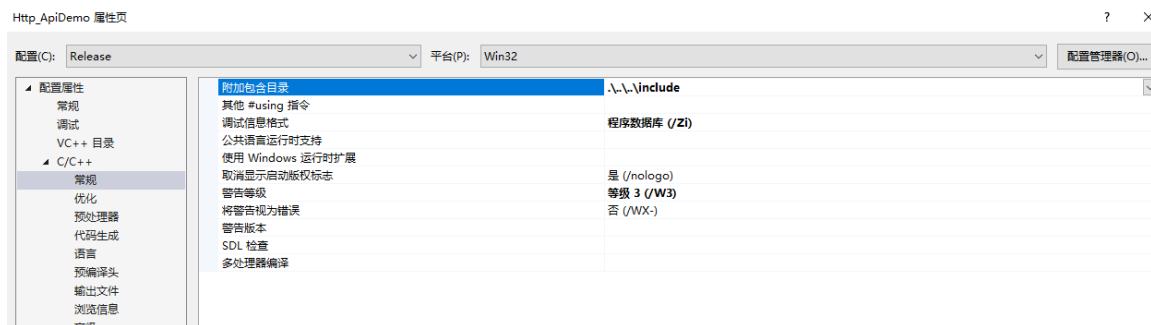 Http_ApiDemo 属性页
配置(C): Release 平台(P): Win32 配置管理器(O)...
配置属性
常规
调试
VC++ 目录
C/C++
常规
优化
预处理器
代码生成
语言
预编译头
输出文件
浏览信息
附加包含目录 .\..\..\include
其他 #using 指令
调试信息格式 程序数据库 (/Zi)
公共语言运行时支持
使用 Windows 运行时扩展
取消显示启动版权标志 是 (/nologo)
警告等级 等级 3 (/W3)
将警告视为错误 否 (/WX-)
警告版本
SDL 检查
多处理器编译